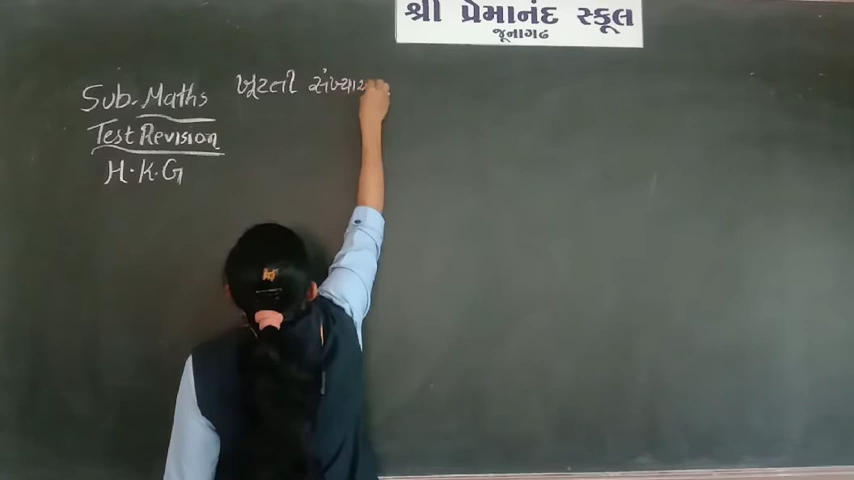 શ્રી પ્રેમાનંદ સ્કૂલ
જૂનાગઢ
Sub. Maths ખૂટતી
Test Revision
H.K.G